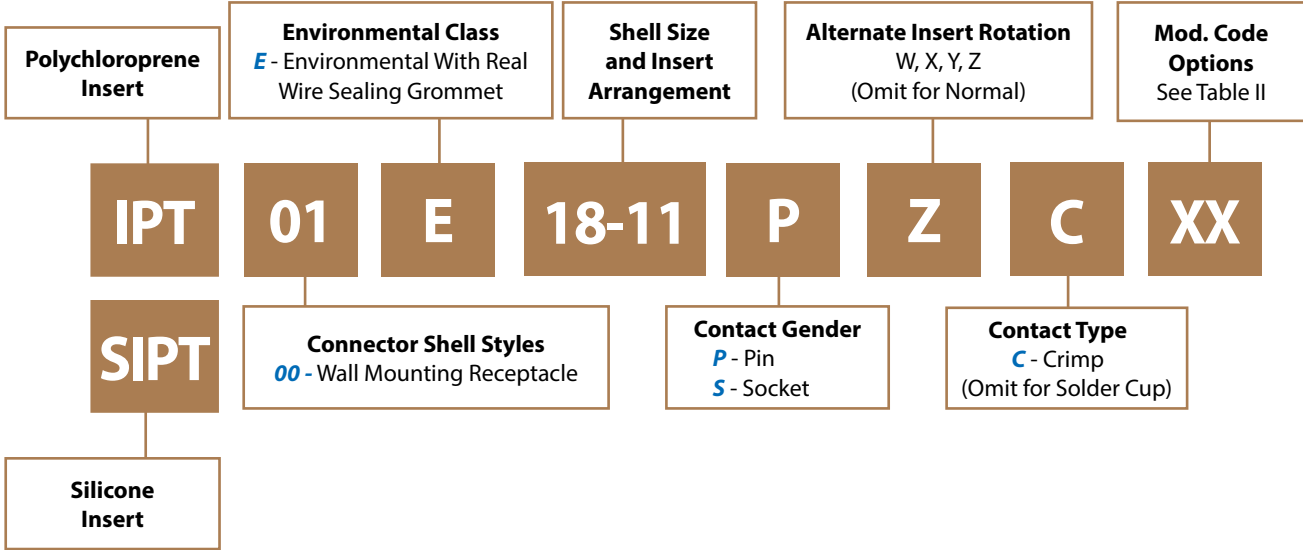 Polychloroprene
Insert
Environmental Class
E - Environmental With Real
Wire Sealing Grommet
Shell Size
and Insert
Arrangement
Alternate Insert Rotation
W, X, Y, Z
(Omit for Normal)
Mod. Code
Options
See Table II
IPT
01
E
18-11
P
Z
C
XX
SIPT
Connector Shell Styles
00 - Wall Mounting Receptacle
Contact Gender
P - Pin
S - Socket
Contact Type
C - Crimp
(Omit for Solder Cup)
Silicone
Insert